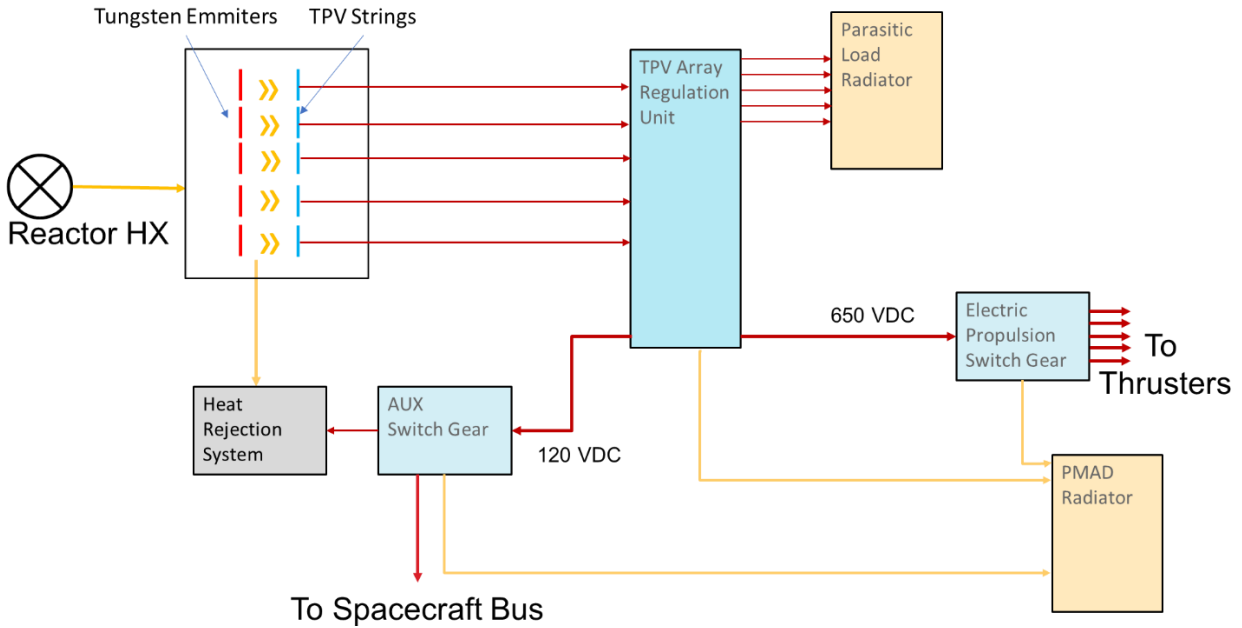 Tungsten Emmiters
TPV Strings
Parasitic
Load
Radiator
TPV Array
Regulation
Unit
Reactor HX
650 VDC
Electric
Propulsion
Switch Gear
To
Thrusters
Heat
Rejection
System
AUX
Switch Gear
120 VDC
PMAD
Radiator
To Spacecraft Bus